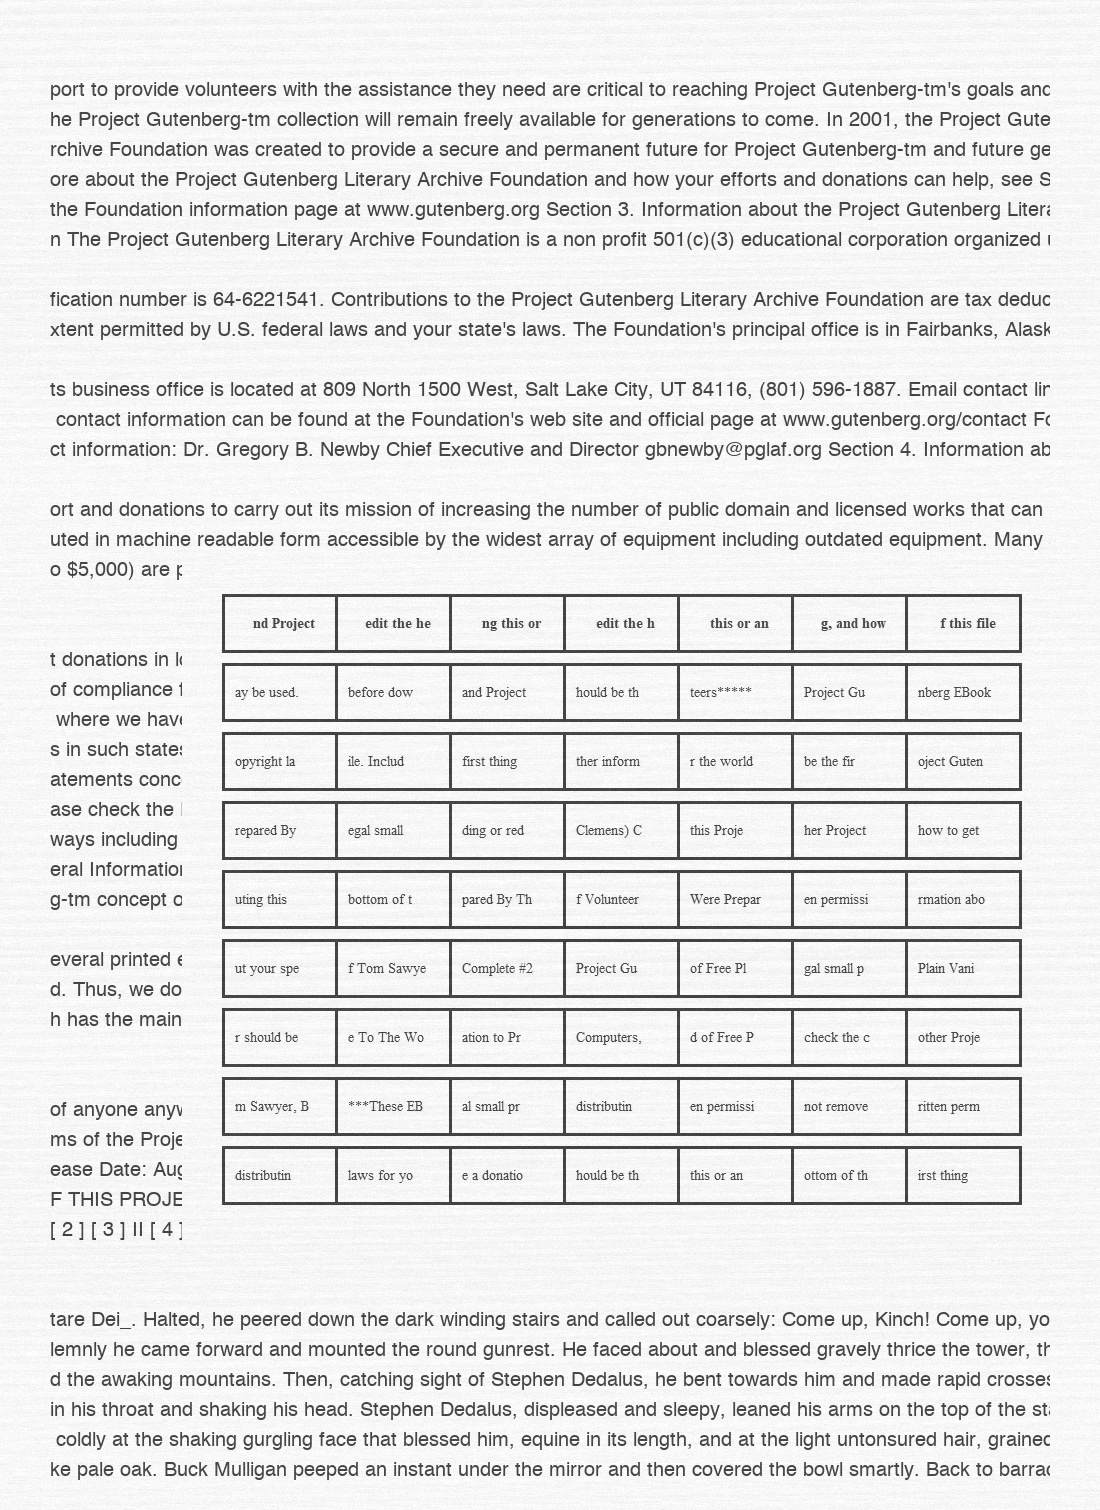 port to provide volunteers with the assistance they need are critical to reaching Project Gutenberg-tm's goals and
he Project Gutenberg-tm collection will remain freely available for generations to come. In 2001, the Project Gute
rchive Foundation was created to provide a secure and permanent future for Project Gutenberg-tm and future ge
ore about the Project Gutenberg Literary Archive Foundation and how your efforts and donations can help, see S
the Foundation information page at www.gutenberg.org Section 3. Information about the Project Gutenberg Litera
n The Project Gutenberg Literary Archive Foundation is a non profit 501(c)(3) educational corporation organized
fication number is 64-6221541. Contributions to the Project Gutenberg Literary Archive Foundation are tax deduc
xtent permitted by U.S. federal laws and your state's laws. The Foundation's principal office is in Fairbanks, Alask
ts business office is located at 809 North 1500 West, Salt Lake City, UT 84116, (801) 596-1887. Email contact lin
contact information can be found at the Foundation's web site and official page at www.gutenberg.org/contact Fo
ct information: Dr. Gregory B. Newby Chief Executive and Director gbnewby@pglaf.org Section 4. Information ab
ort and donations to carry out its mission of increasing the number of public domain and licensed works that can
uted in machine readable form accessible by the widest array of equipment including outdated equipment. Many
o $5,000) are p
t donations in lo
of compliance f
where we have
s in such states
atements conc
ase check the
ways including
eral Information
g-tm concept o
everal printed e
d. Thus, we do
h has the main
of anyone anyw
ms of the Proje
ease Date: Aug
F THIS PROJE
[ 2 ] [ 3 ] II [ 4 ]
nd Project edit the he ng this or edit the h this or an g, and how f this file
ay be used. before dow and Project hould be th teers***** Project Gu nberg EBook
opyright la ile. Includ first thing ther inform r the world be the fir oject Guten
repared By egal small ding or red Clemens) C this Proje her Project how to get
uting this bottom of t pared By Th f Volunteer Were Prepar en permissi rmation abo
ut your spe f Tom Sawye Complete #2 Project Gu of Free Pl gal small p Plain Vani
r should be e To The Wo ation to Pr Computers, d of Free P check the c other Proje
m Sawyer, B ***These EB al small pr distributin en permissi not remove ritten perm
distributin laws for yo e a donatio hould be th this or an ottom of th irst thing
tare Dei_. Halted, he peered down the dark winding stairs and called out coarsely: Come up, Kinch! Come up, yo
lemnly he came forward and mounted the round gunrest. He faced about and blessed gravely thrice the tower, th
d the awaking mountains. Then, catching sight of Stephen Dedalus, he bent towards him and made rapid crosses
in his throat and shaking his head. Stephen Dedalus, displeased and sleepy, leaned his arms on the top of the sta
coldly at the shaking gurgling face that blessed him, equine in its length, and at the light untonsured hair, grained
ke pale oak. Buck Mulligan peeped an instant under the mirror and then covered the bowl smartly. Back to barrac